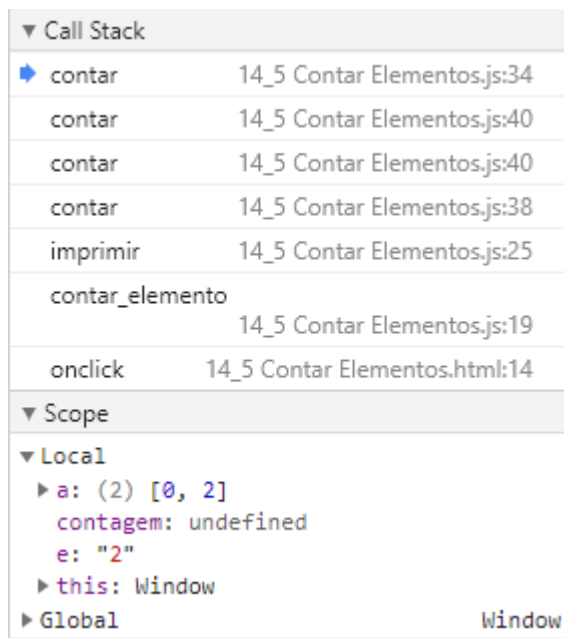 ▼ Call Stack
contar 14_5 Contar Elementos.js:34
contar 14_5 Contar Elementos.js:40
contar 14_5 Contar Elementos.js:40
contar 14_5 Contar Elementos.js:38
imprimir 14_5 Contar Elementos.js:25
contar_elemento
14_5 Contar Elementos.js:19
onclick 14_5 Contar Elementos.html:14
▼ Scope
▼ Local
▶ a: (2) [0, 2]
contagem: undefined
e: "2"
▶ this: Window
▶ Global Window